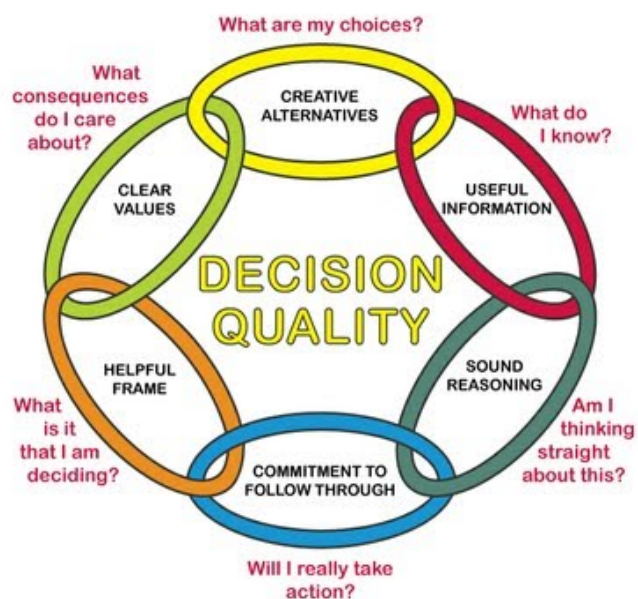 What are my choices?
CREATIVE
ALTERNATIVES
What do
I know?
USEFUL
INFORMATION
SOUND
REASONING
Am I
thinking
straight
about this?
COMMITMENT TO
FOLLOW THROUGH
Will I really take
action?
HELPFUL
FRAME
What
is it
that I am
deciding?
CLEAR
VALUES
What
consequences
do I care
about?
DECISION
QUALITY